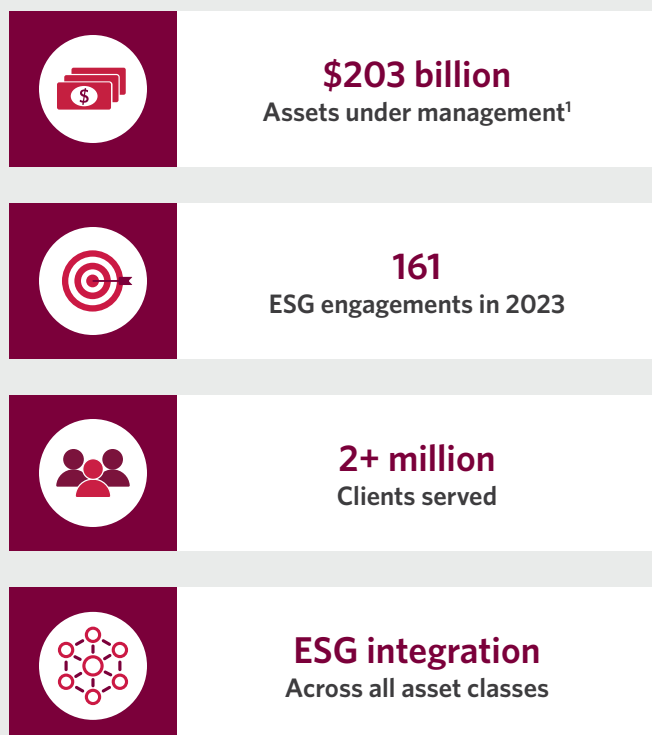 $
$203 billion
Assets under management¹
161
ESG engagements in 2023
2+ million
Clients served
ESG integration
Across all asset classes